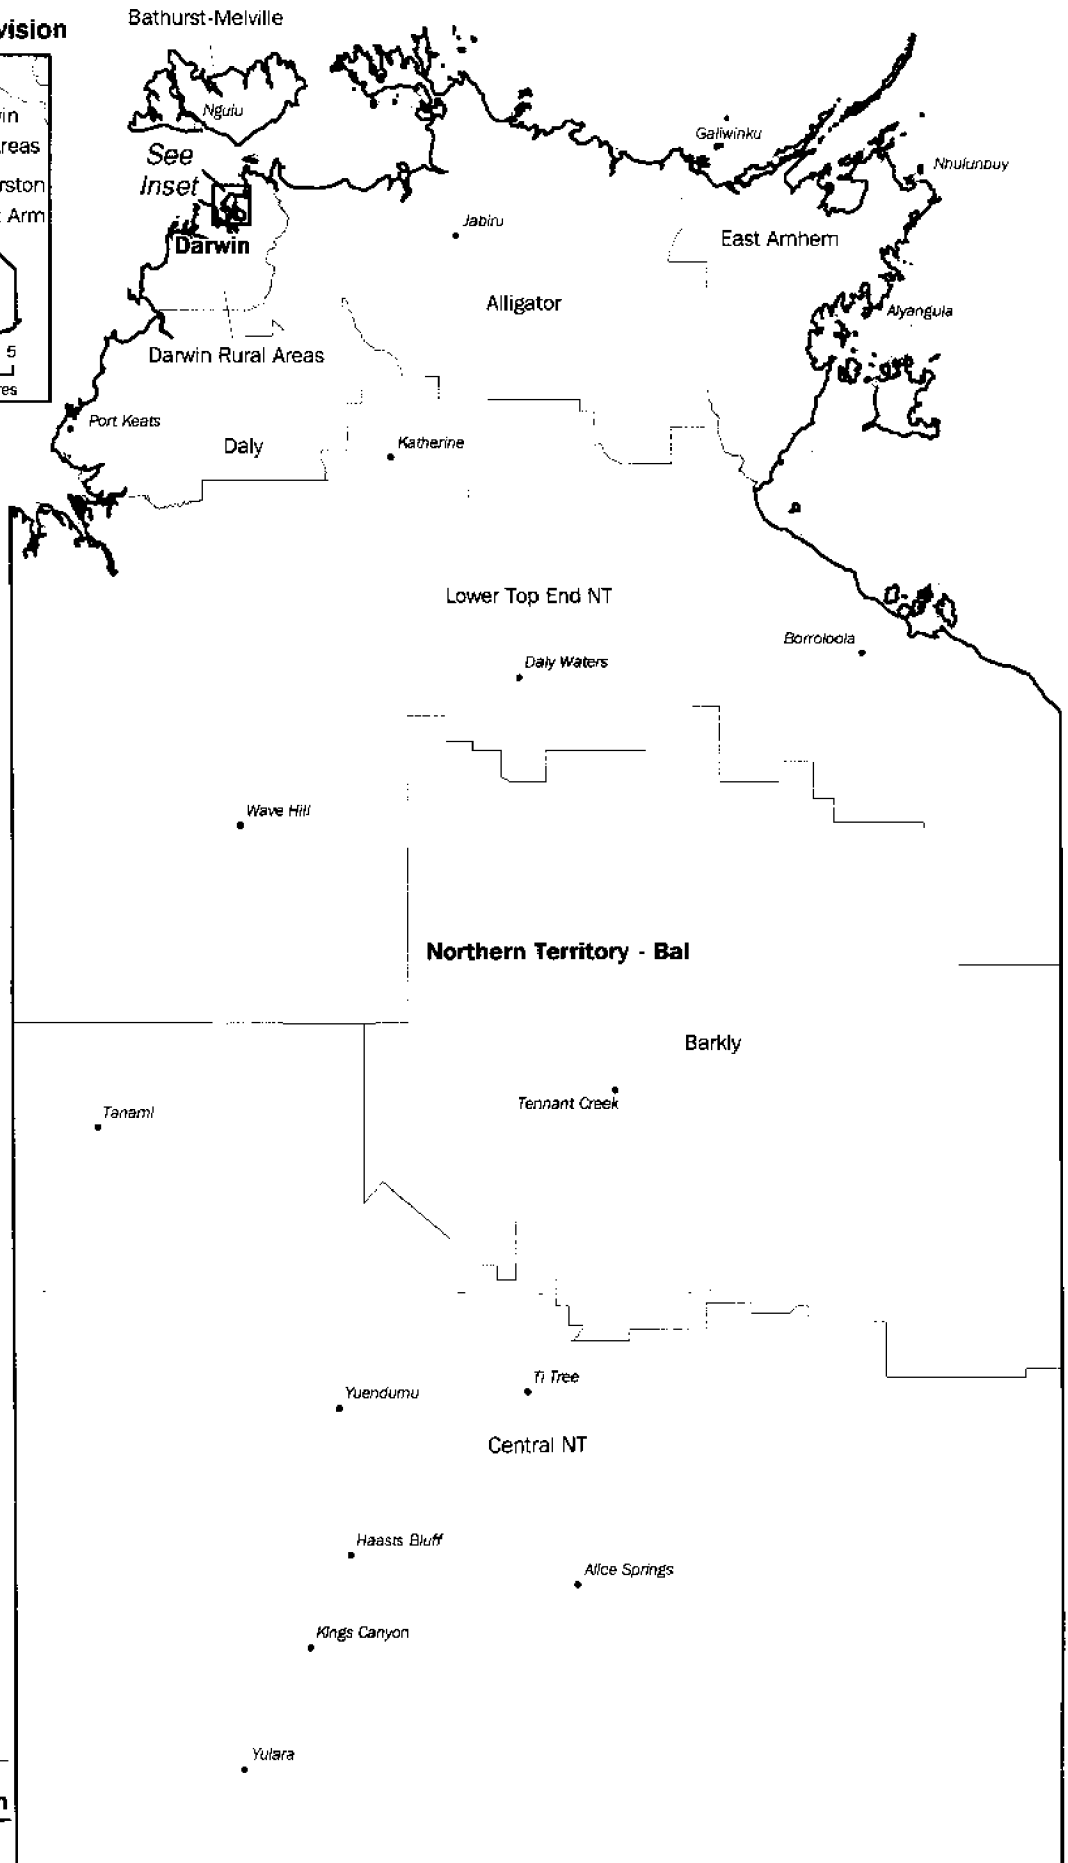 Bathurst-Melville
vision
Nguiu
in
reas
rston
Arm
5
res
See
Inset
Darwin
Galiwinku
Nhulunbuy
Jabiru
East Arnhem
Alligator
Alyangula
Darwin Rural Areas
Port Keats
Daly
Katherine
Lower Top End NT
Borroloola
Daly Waters
Wave Hill
Northern Territory - Bal
Barkly
Tennant Creek
Tanami
Ti Tree
Yuendumu
Central NT
Haasts Bluff
Alice Springs
Kings Canyon
Yulara